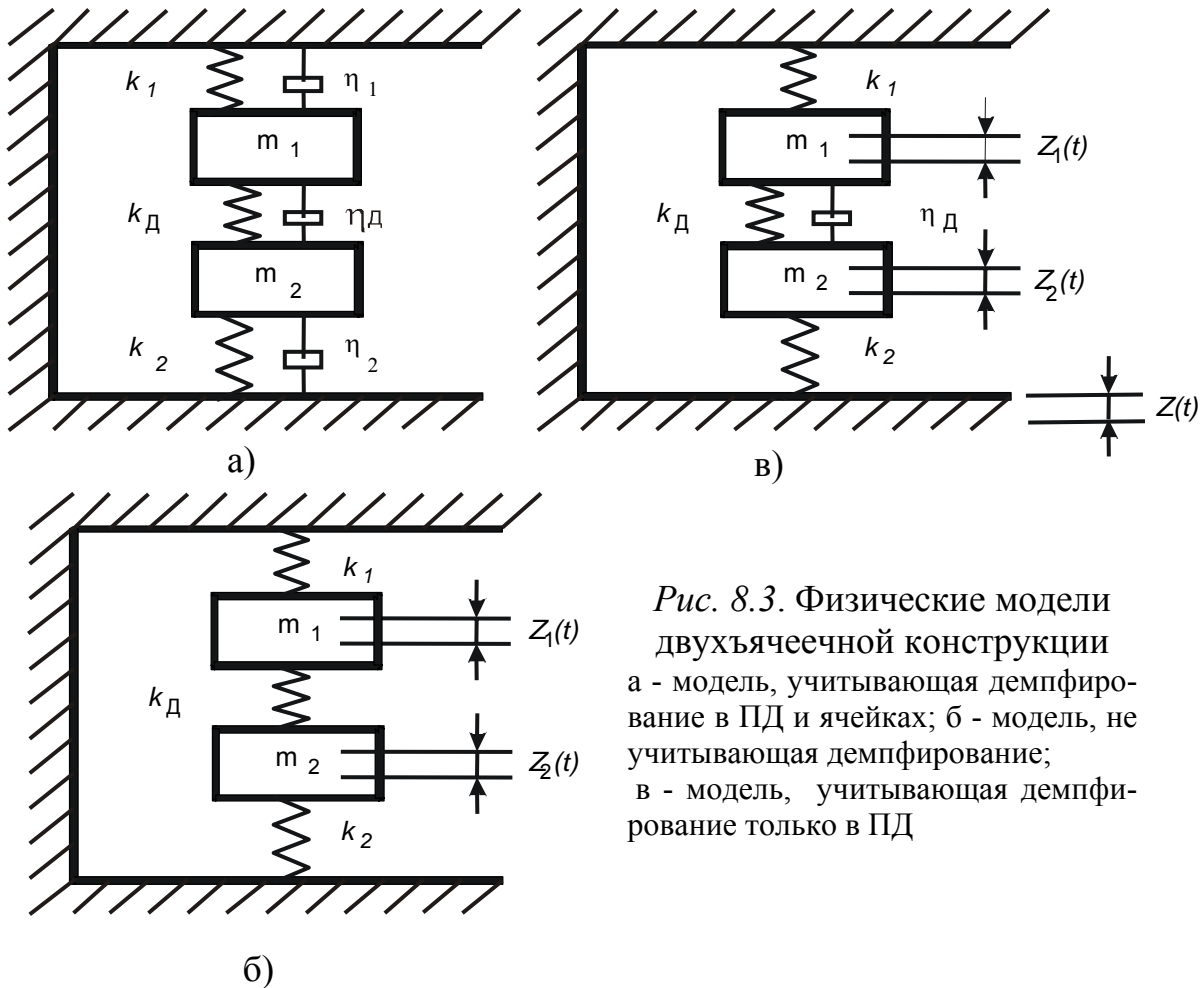 k 1
η 1
m 1
k Д
η Д
m 2
k 2
η 2
а)
k 1
m 1
Z1(t)
k Д
η Д
m 2
Z2(t)
k 2
Z(t)
в)
k 1
m 1
Z1(t)
k Д
m 2
Z2(t)
k 2
б)
Рис. 8.3. Физические модели
двухъячеечной конструкции
а - модель, учитывающая демпфиро-
вание в ПД и ячейках; б - модель, не
учитывающая демпфирование;
в - модель, учитывающая демпфи-
рование только в ПД